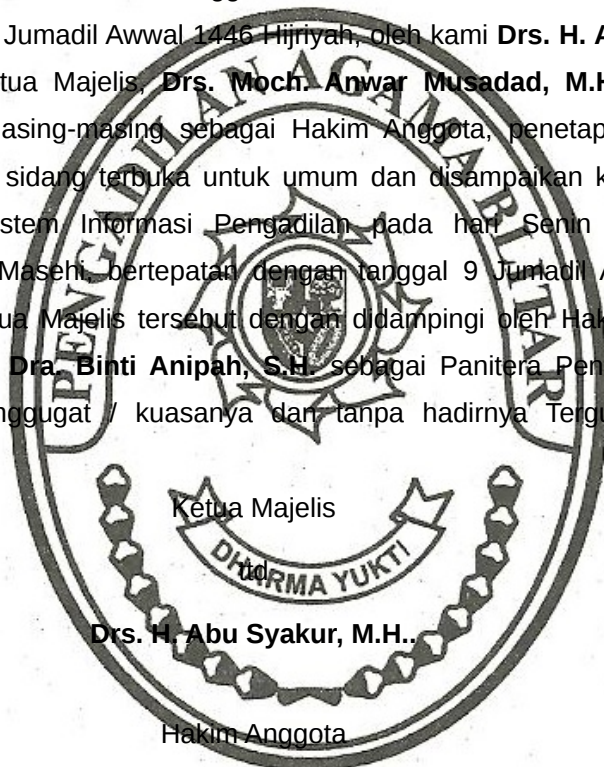 Jumadil Awwal 1446 Hijriyah, oleh kami Drs. H. A
tua Majelis, Drs. Moch. Anwar Musadad, M.H
asing-masing sebagai Hakim Anggota, penetap
sidang terbuka untuk umum dan disampaikan k
stem Informasi Pengadilan pada hari Senin
Masehi, bertepatan dengan tanggal 9 Jumadil A
ua Majelis tersebut dengan didampingi oleh Hak
Dra. Binti Anipah, S.H. sebagai Panitera Pen
nggugat / kuasanya dan tanpa hadirnya Tergu
PENGADILAN AGAMA BLITAR
Ketua Majelis
DHARMA YUKTI
ttd
Drs. H. Abu Syakur, M.H..
Hakim Anggota